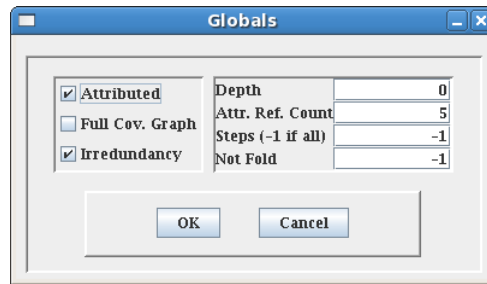 Globals
Attributed
Full Cov. Graph
Irredundancy
Depth 0
Attr. Ref. Count 5
Steps (-1 if all) -1
Not Fold -1
OK Cancel